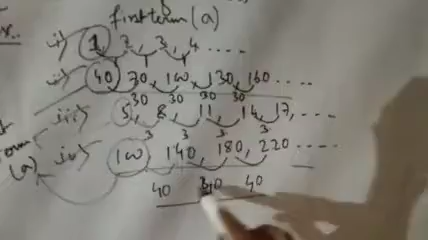 first term (a)
i) 1, 2, 3, 4 ....
ii) 40, 70, 100, 130, 160 ....
30 30 30 30
iii) 5, 8, 11, 14, 17, ....
3 3 3 3
(a) iv) 100, 140, 180, 220 ....
40 40 40